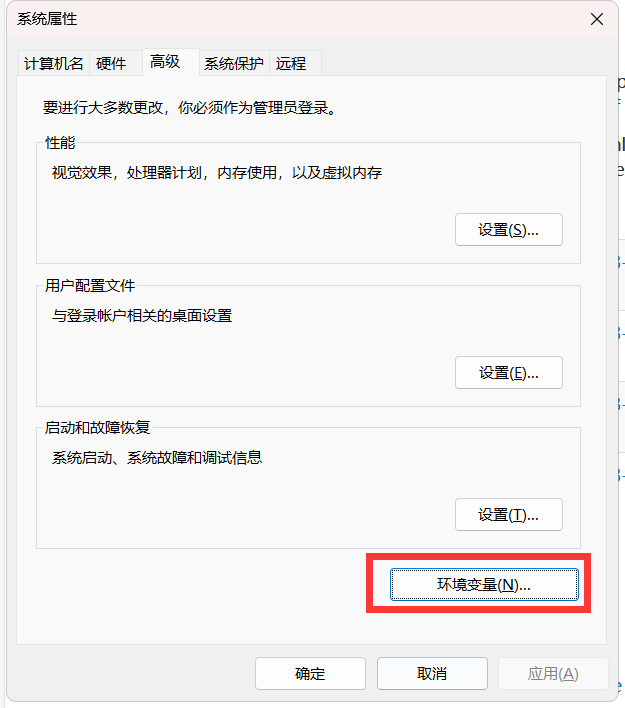 系统属性
计算机名 硬件 高级 系统保护 远程
要进行大多数更改，你必须作为管理员登录。
性能
视觉效果，处理器计划，内存使用，以及虚拟内存
设置(S)...
用户配置文件
与登录帐户相关的桌面设置
设置(E)...
启动和故障恢复
系统启动、系统故障和调试信息
设置(T)...
环境变量(N)...
确定 取消 应用(A)